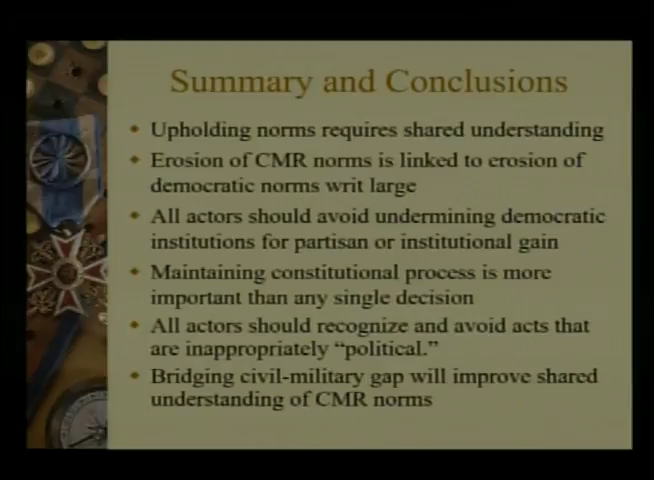 Summary and Conclusions
Upholding norms requires shared understanding
Erosion of CMR norms is linked to erosion of
democratic norms writ large
All actors should avoid undermining democratic
institutions for partisan or institutional gain
Maintaining constitutional process is more
important than any single decision
All actors should recognize and avoid acts that
are inappropriately “political.”
Bridging civil-military gap will improve shared
understanding of CMR norms